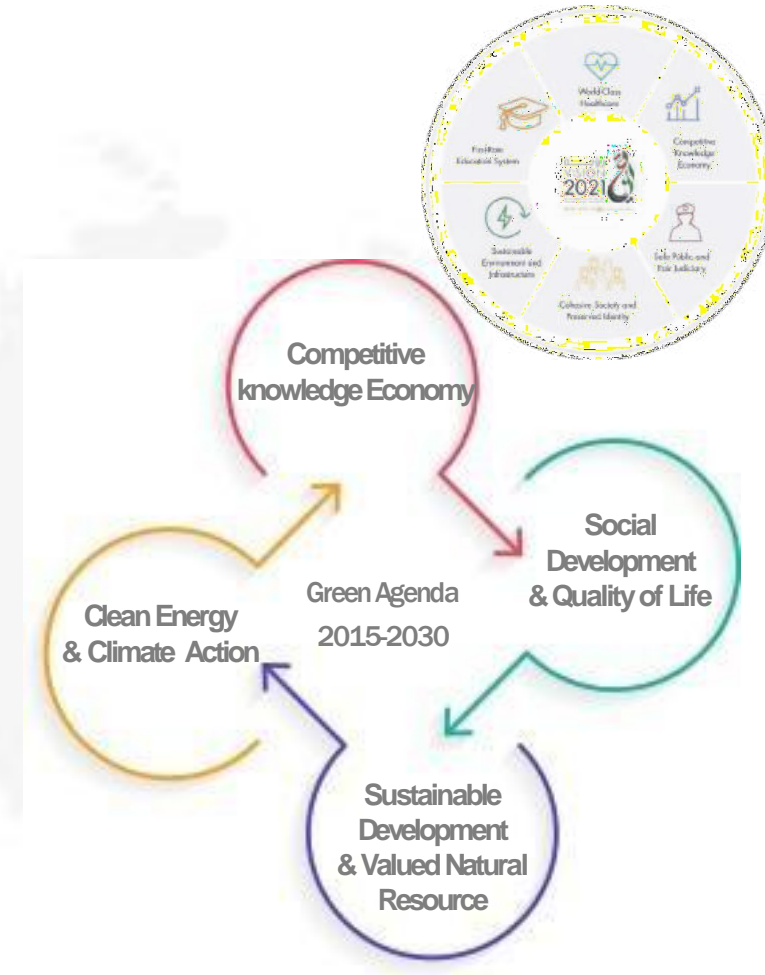 World-Class
Healthcare
First-Rate
Education System
Competitive
Knowledge
Economy
VISION
2021
Sustainable
Environment and
Infrastructure
Safe Public and
Fair Judiciary
Cohesive Society and
Preserved Identity
Competitive
knowledge Economy
Social
Development
& Quality of Life
Green Agenda
2015-2030
Clean Energy
& Climate Action
Sustainable
Development
& Valued Natural
Resource